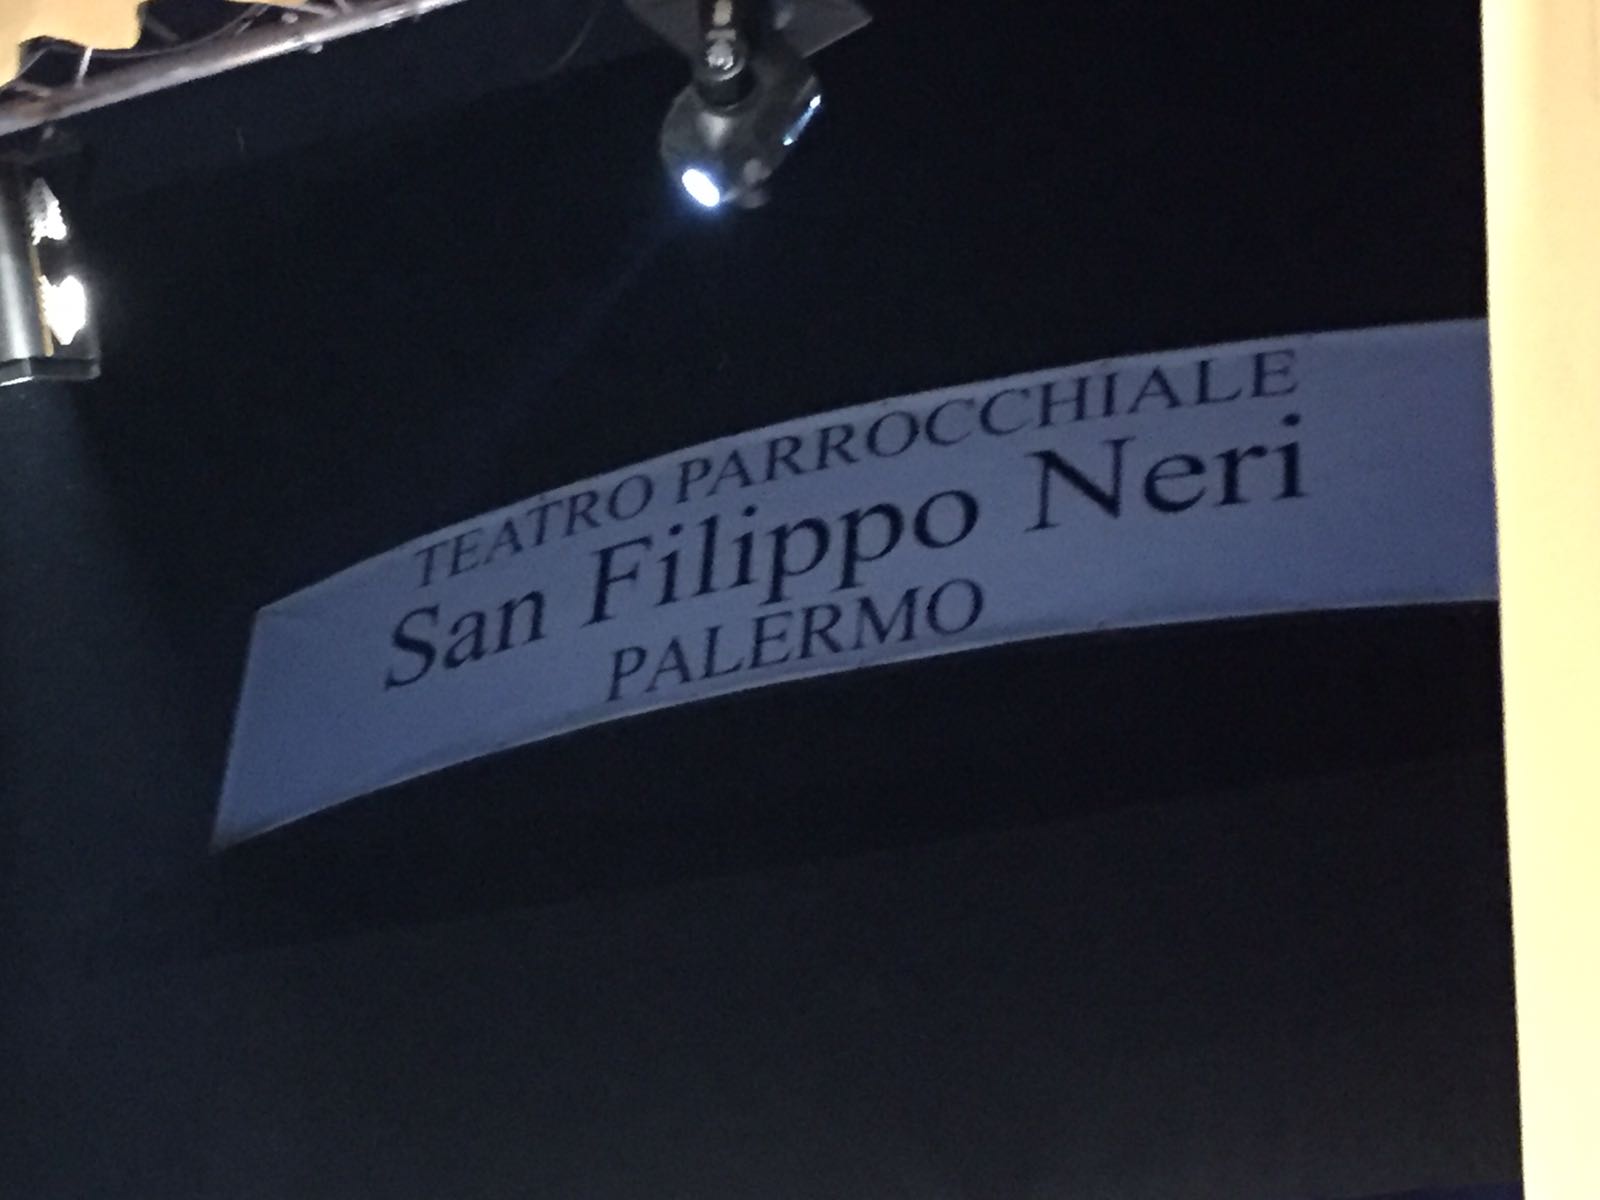 TEATRO PARROCCHIALE
San Filippo Neri
PALERMO